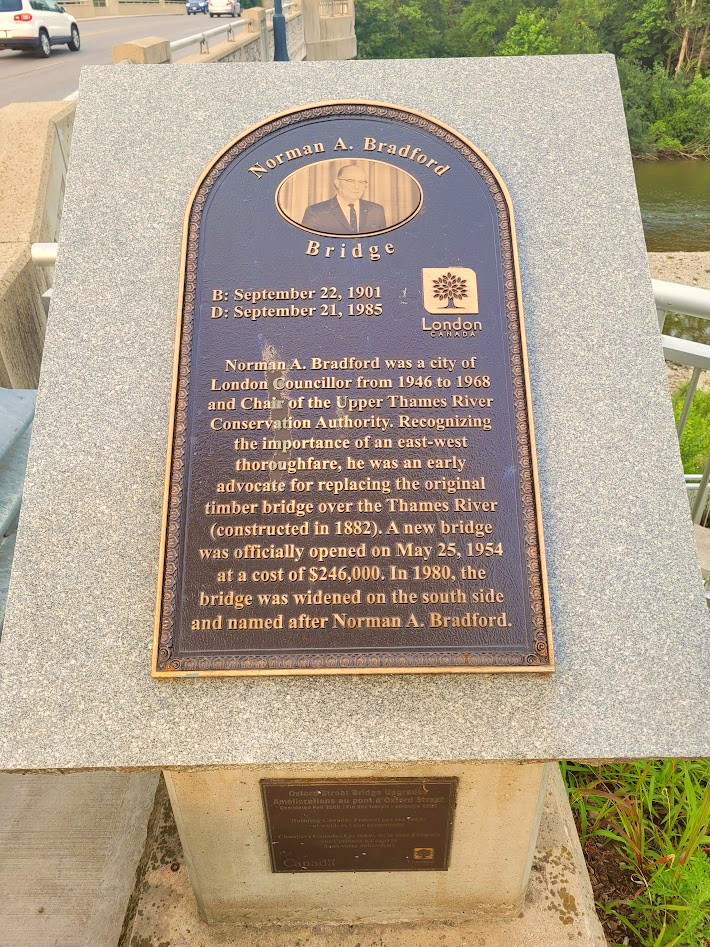 Norman A. Bradford
Bridge
B: September 22, 1901
D: September 21, 1985
London
CANADA
Norman A. Bradford was a city of
London Councillor from 1946 to 1968
and Chair of the Upper Thames River
Conservation Authority. Recognizing
the importance of an east-west
thoroughfare, he was an early
advocate for replacing the original
timber bridge over the Thames River
(constructed in 1882). A new bridge
was officially opened on May 25, 1954
at a cost of $246,000. In 1980, the
bridge was widened on the south side
and named after Norman A. Bradford.
Oxford Street Bridge Upgrade
Améliorations au pont d'Oxford Street
Canada